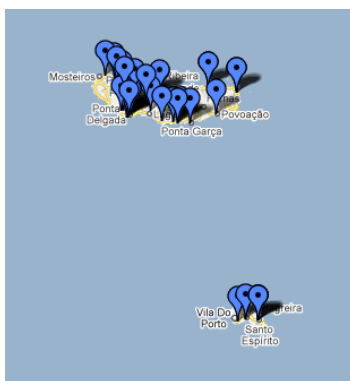 Mosteiros
Ponta
Delgada
Ponta Garça
Povoação
Vila Do
Porto
Santo
Espírito